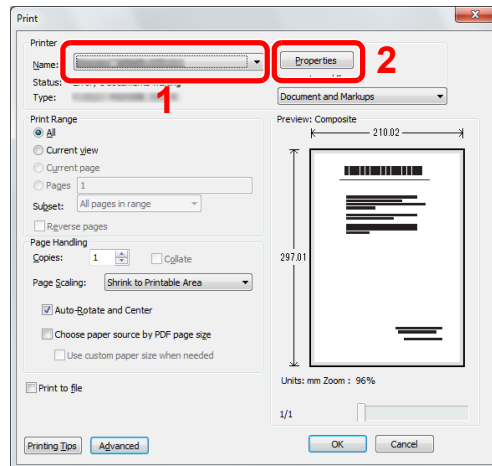 Print
Printer
Name:
Properties
2
Status:
1
Type:
Document and Markups
Print Range
All
Current view
Current page
Pages 1
Subset: All pages in range
Reverse pages
Page Handling
Copies: 1 Collate
Page Scaling: Shrink to Printable Area
Auto-Rotate and Center
Choose paper source by PDF page size
Use custom paper size when needed
Print to file
Preview: Composite
210.02
297.01
Units: mm Zoom : 96%
1/1
Printing Tips
Advanced
OK
Cancel